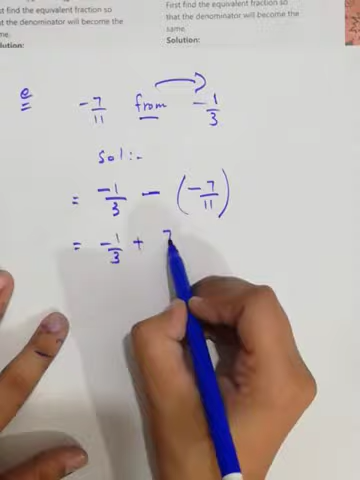 st find the equivalent fraction so
at the denominator will become the
me.
lution:
First find the equivalent fraction so
that the denominator will become the
same.
Solution:
e -7/11 from -1/3
Sol:-
= -1/3 - (-7/11)
= -1/3 + 7